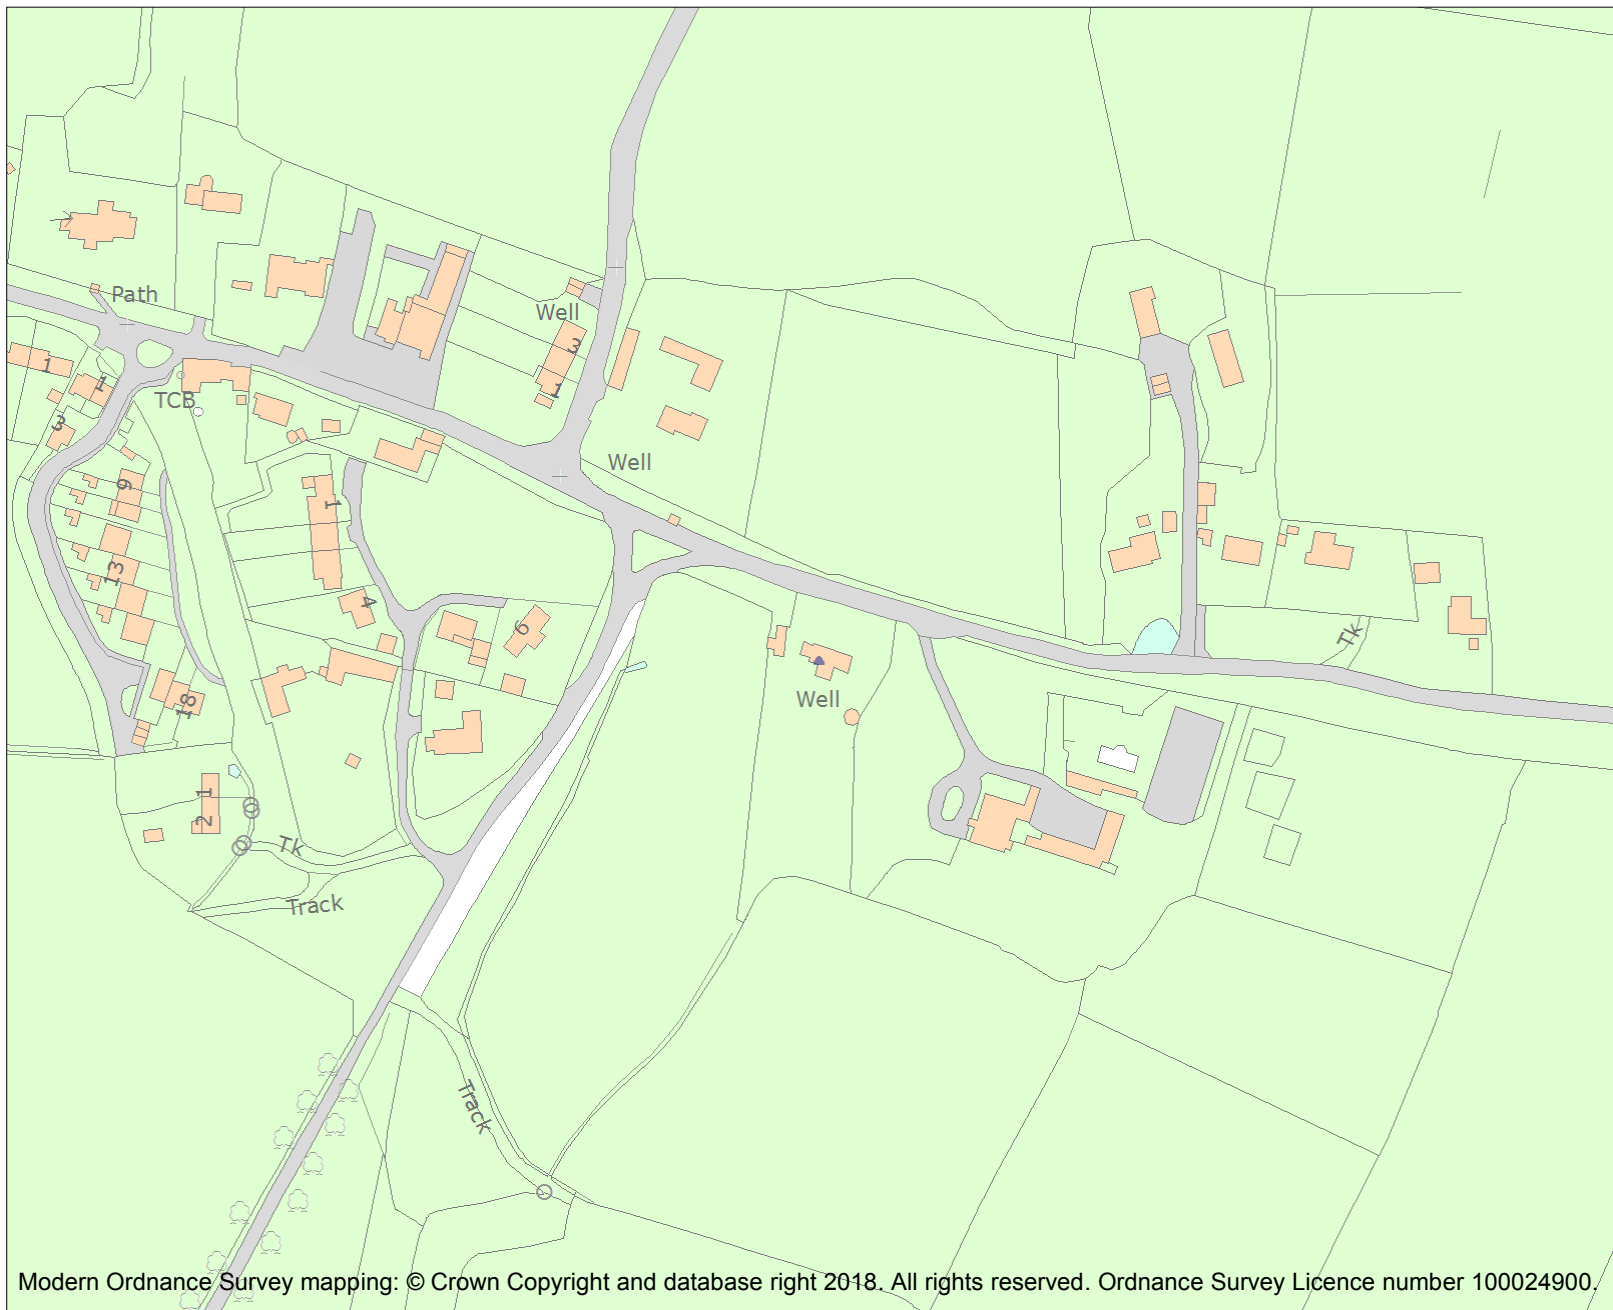 Path
Well
3
1
1
1
TCB
3
Well
9
1
13
4
6
Tk
18
Well
1
2
Tk
Track
Track
Modern Ordnance Survey mapping: © Crown Copyright and database right 2018. All rights reserved. Ordnance Survey Licence number 100024900.